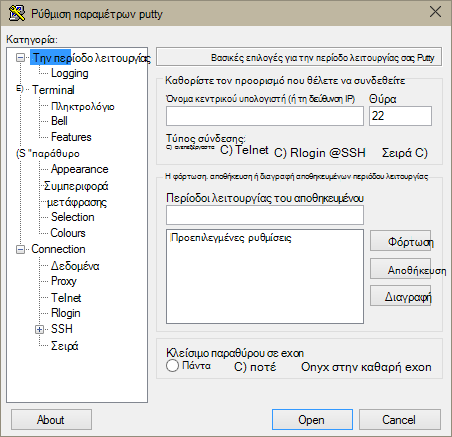 Ρύθμιση παραμέτρων putty
Κατηγορία:
Την περίοδο λειτουργίας
Logging
Ε) Terminal
Πληκτρολόγιο
Bell
Features
(S "παράθυρο
Appearance
Συμπεριφορά
μετάφρασης
Selection
Colours
Connection
Δεδομένα
Proxy
Telnet
Rlogin
SSH
Σειρά
Βασικές επιλογές για την περίοδο λειτουργίας σας Putty
Καθορίστε τον προορισμό που θέλετε να συνδεθείτε
Όνομα κεντρικού υπολογιστή (ή τη διεύθυνση IP) Θύρα
22
Τύπος σύνδεσης:
C) ανεπεξέργαστα C) Telnet C) Rlogin @SSH Σειρά C)
Η φόρτωση, αποθήκευση ή διαγραφή αποθηκευμένων περιόδου λειτουργίας
Περίοδοι λειτουργίας του αποθηκευμένου
Προεπιλεγμένες ρυθμίσεις
Φόρτωση
Αποθήκευση
Διαγραφή
Κλείσιμο παραθύρου σε exon
Πάντα C) ποτέ Onyx στην καθαρή exon
About Open Cancel